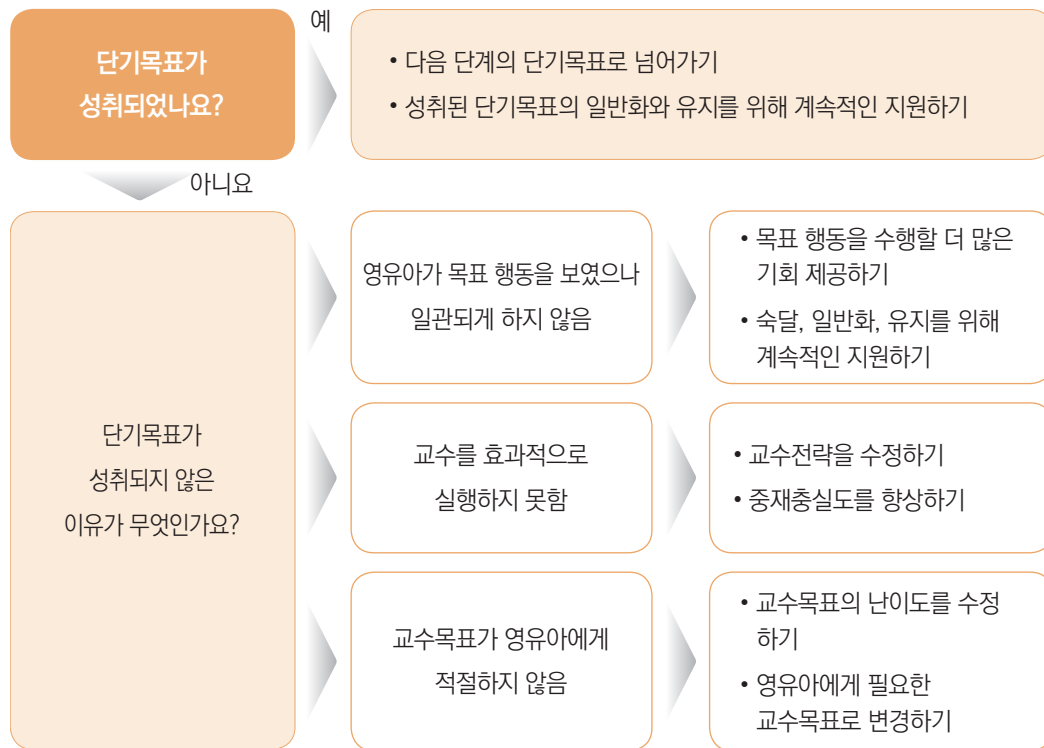 단기목표가
성취되었나요?
예
• 다음 단계의 단기목표로 넘어가기
• 성취된 단기목표의 일반화와 유지를 위해 계속적인 지원하기
아니요
단기목표가
성취되지 않은
이유가 무엇인가요?
영유아가 목표 행동을 보였으나
일관되게 하지 않음
• 목표 행동을 수행할 더 많은
기회 제공하기
• 숙달, 일반화, 유지를 위해
계속적인 지원하기
교수를 효과적으로
실행하지 못함
• 교수전략을 수정하기
• 중재충실도를 향상하기
교수목표가 영유아에게
적절하지 않음
• 교수목표의 난이도를 수정
하기
• 영유아에게 필요한
교수목표로 변경하기